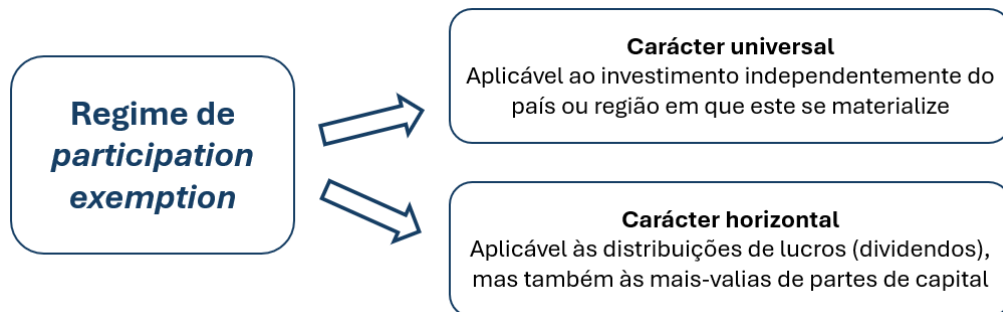 Regime de
participation
exemption
Carácter universal
Aplicável ao investimento independentemente do
país ou região em que este se materialize
Carácter horizontal
Aplicável às distribuições de lucros (dividendos),
mas também às mais-valias de partes de capital